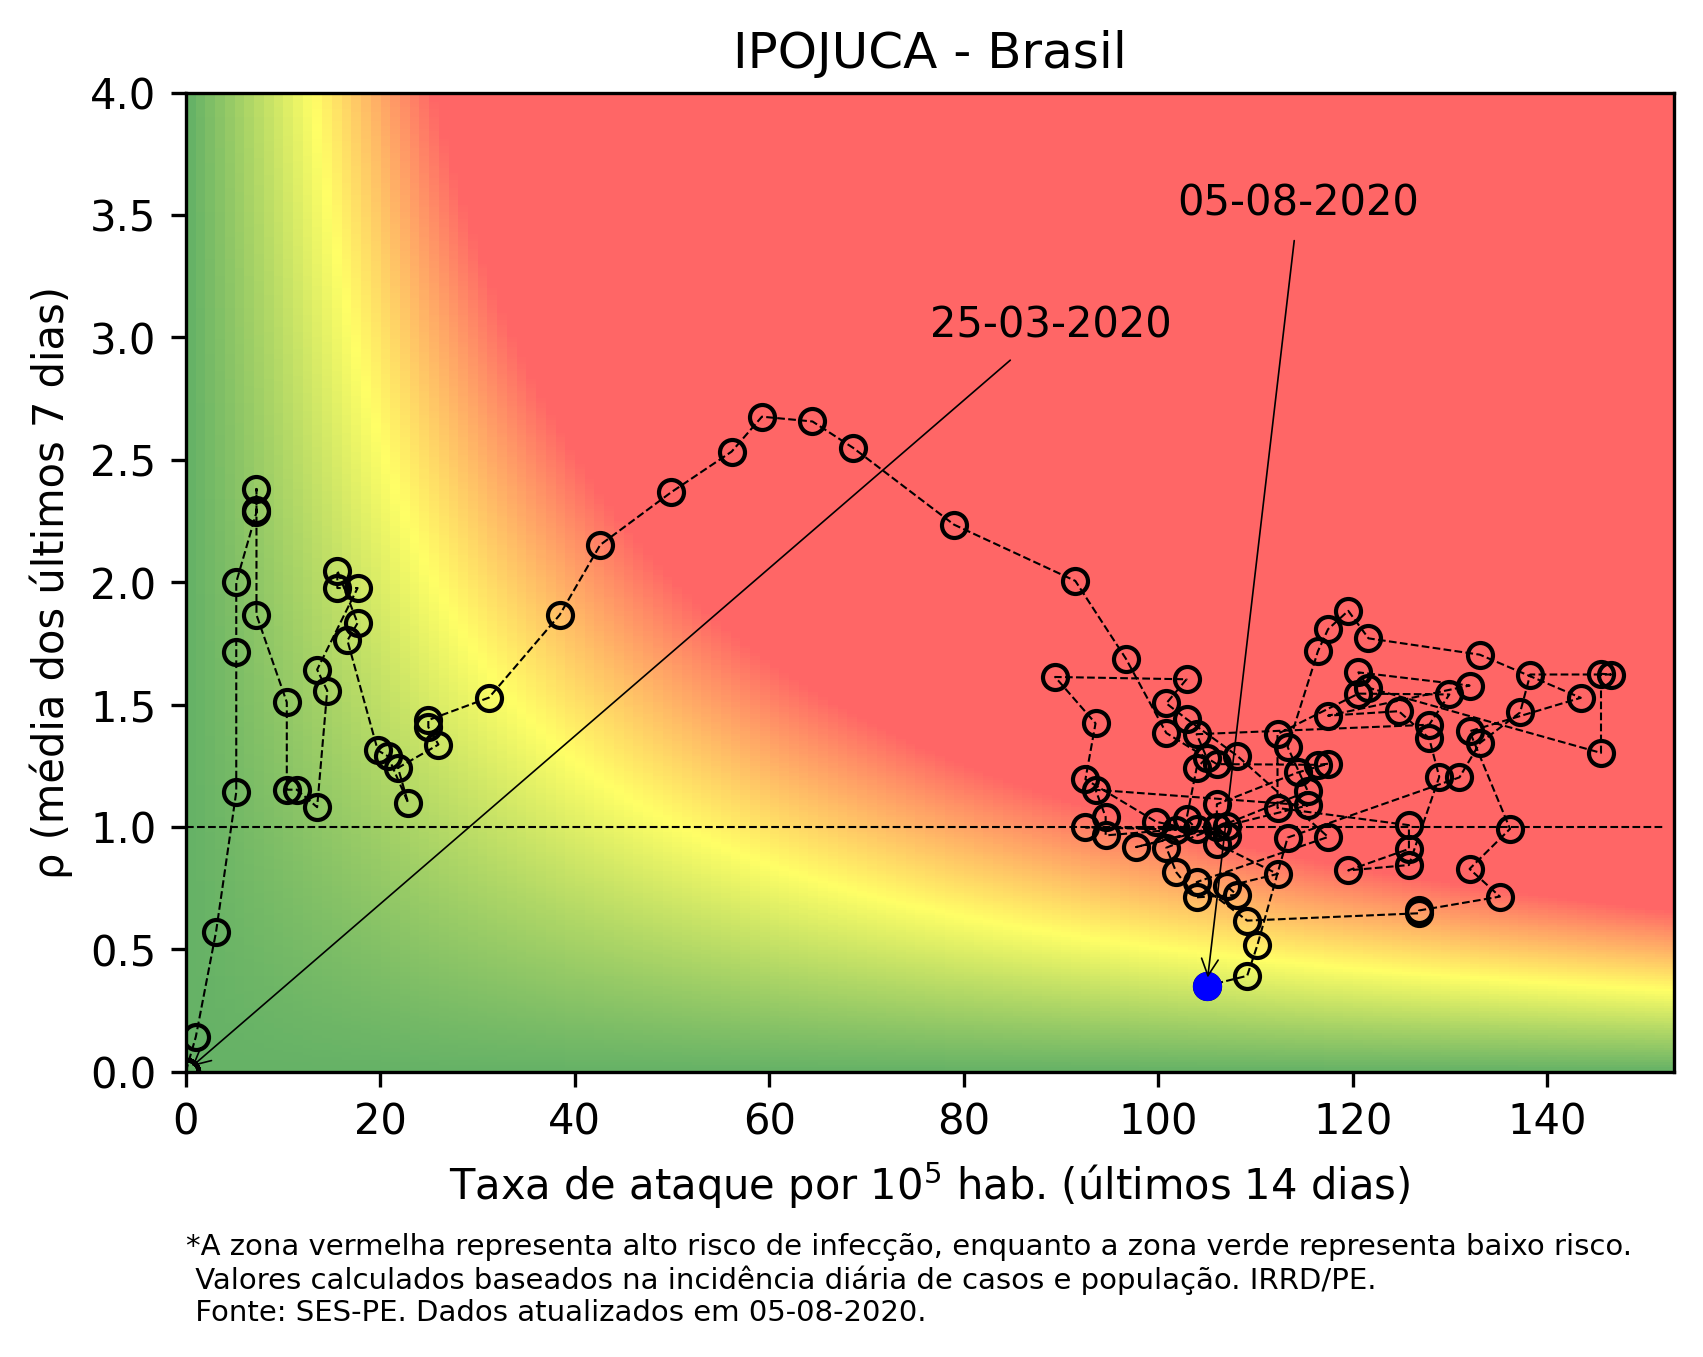 IPOJUCA - Brasil
4.0
3.5
3.0
2.5
2.0
1.5
1.0
0.5
0.0
ρ (média dos últimos 7 dias)
05-08-2020
25-03-2020
0 20 40 60 80 100 120 140
Taxa de ataque por 10⁵ hab. (últimos 14 dias)
*A zona vermelha representa alto risco de infecção, enquanto a zona verde representa baixo risco.
Valores calculados baseados na incidência diária de casos e população. IRRD/PE.
Fonte: SES-PE. Dados atualizados em 05-08-2020.